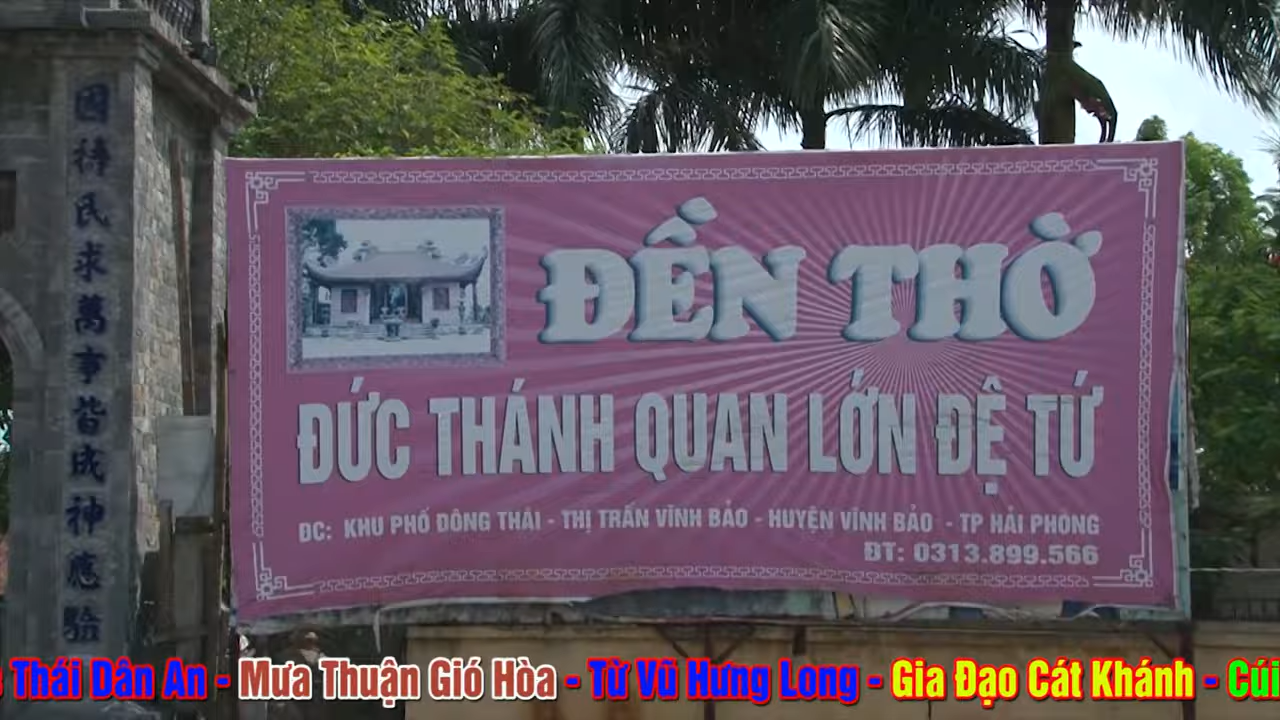 國禱民求萬事皆成神應驗
ĐỀN THỜ
ĐỨC THÁNH QUAN LỚN ĐỆ TỨ
ĐC: KHU PHỐ ĐÔNG THÁI - THỊ TRẤN VĨNH BẢO - HUYỆN VĨNH BẢO - TP HẢI PHÒNG
ĐT: 0313.899.566
Thái Dân An - Mưa Thuận Gió Hòa - Từ Vũ Hưng Long - Gia Đạo Cát Khánh - Cúi